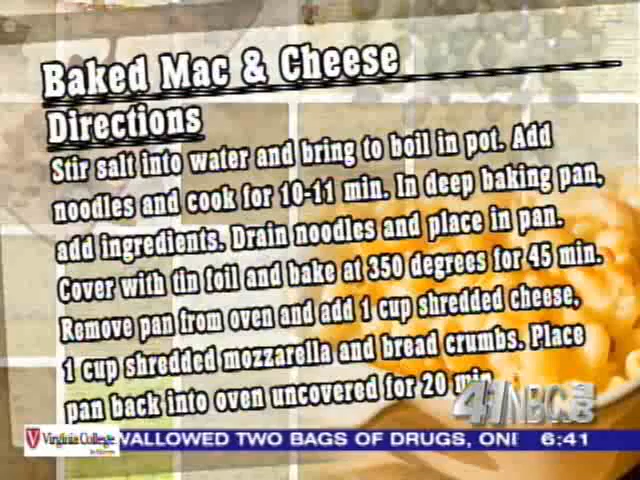 Baked Mac & Cheese
Directions
Stir salt into water and bring to boil in pot. Add
noodles and cook for 10-11 min. In deep baking pan,
add ingredients. Drain noodles and place in pan.
Cover with tin foil and bake at 350 degrees for 45 min.
Remove pan from oven and add 1 cup shredded cheese,
1 cup shredded mozzarella and bread crumbs. Place
pan back into oven uncovered for 20 min
41NBC
Virginia College
WALLOWED TWO BAGS OF DRUGS, ONE 6:41